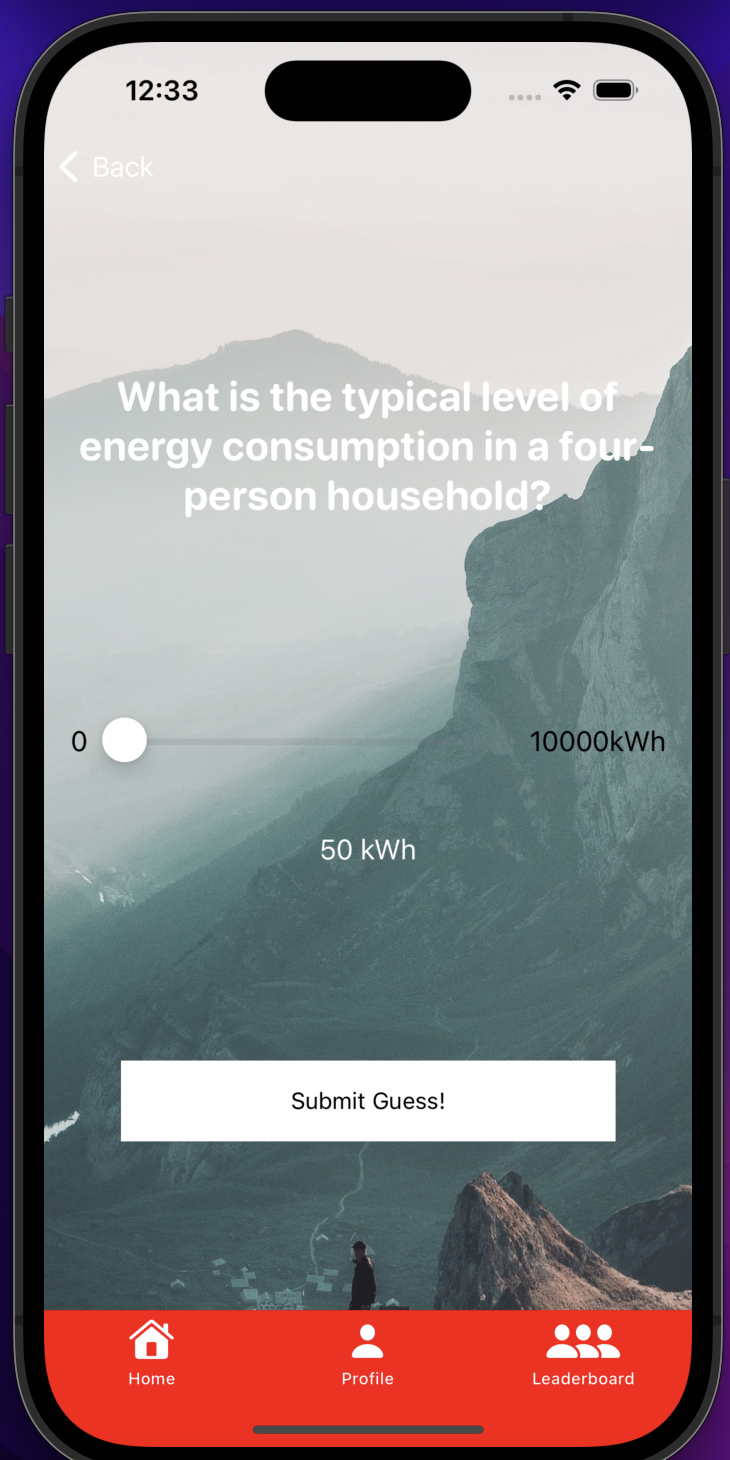 12:33
Back
What is the typical level of
energy consumption in a four-
person household?
0 10000kWh
50 kWh
Submit Guess!
Home Profile Leaderboard